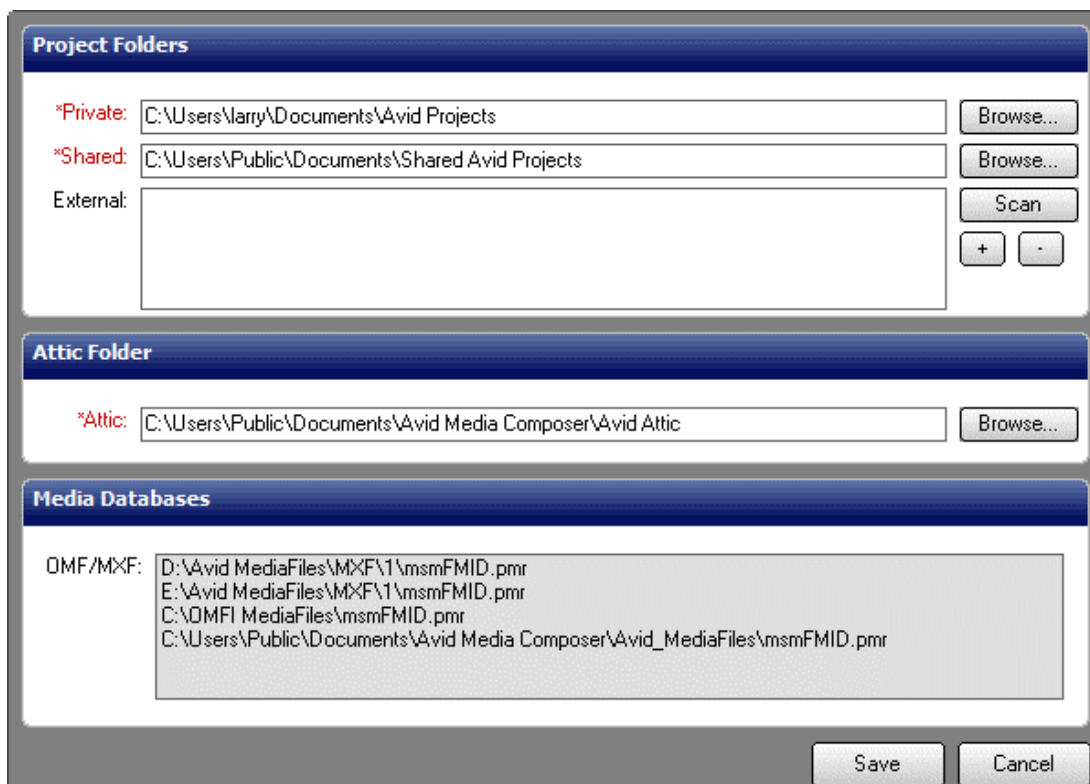 Project Folders
*Private: C:\Users\larry\Documents\Avid Projects Browse...
*Shared: C:\Users\Public\Documents\Shared Avid Projects Browse...
External: Scan
+ -
Attic Folder
*Attic: C:\Users\Public\Documents\Avid Media Composer\Avid Attic Browse...
Media Databases
OMF/MXF: D:\Avid MediaFiles\MXF\1\msmFMID.pmr
E:\Avid MediaFiles\MXF\1\msmFMID.pmr
C:\OMFI MediaFiles\msmFMID.pmr
C:\Users\Public\Documents\Avid Media Composer\Avid_MediaFiles\msmFMID.pmr
Save Cancel